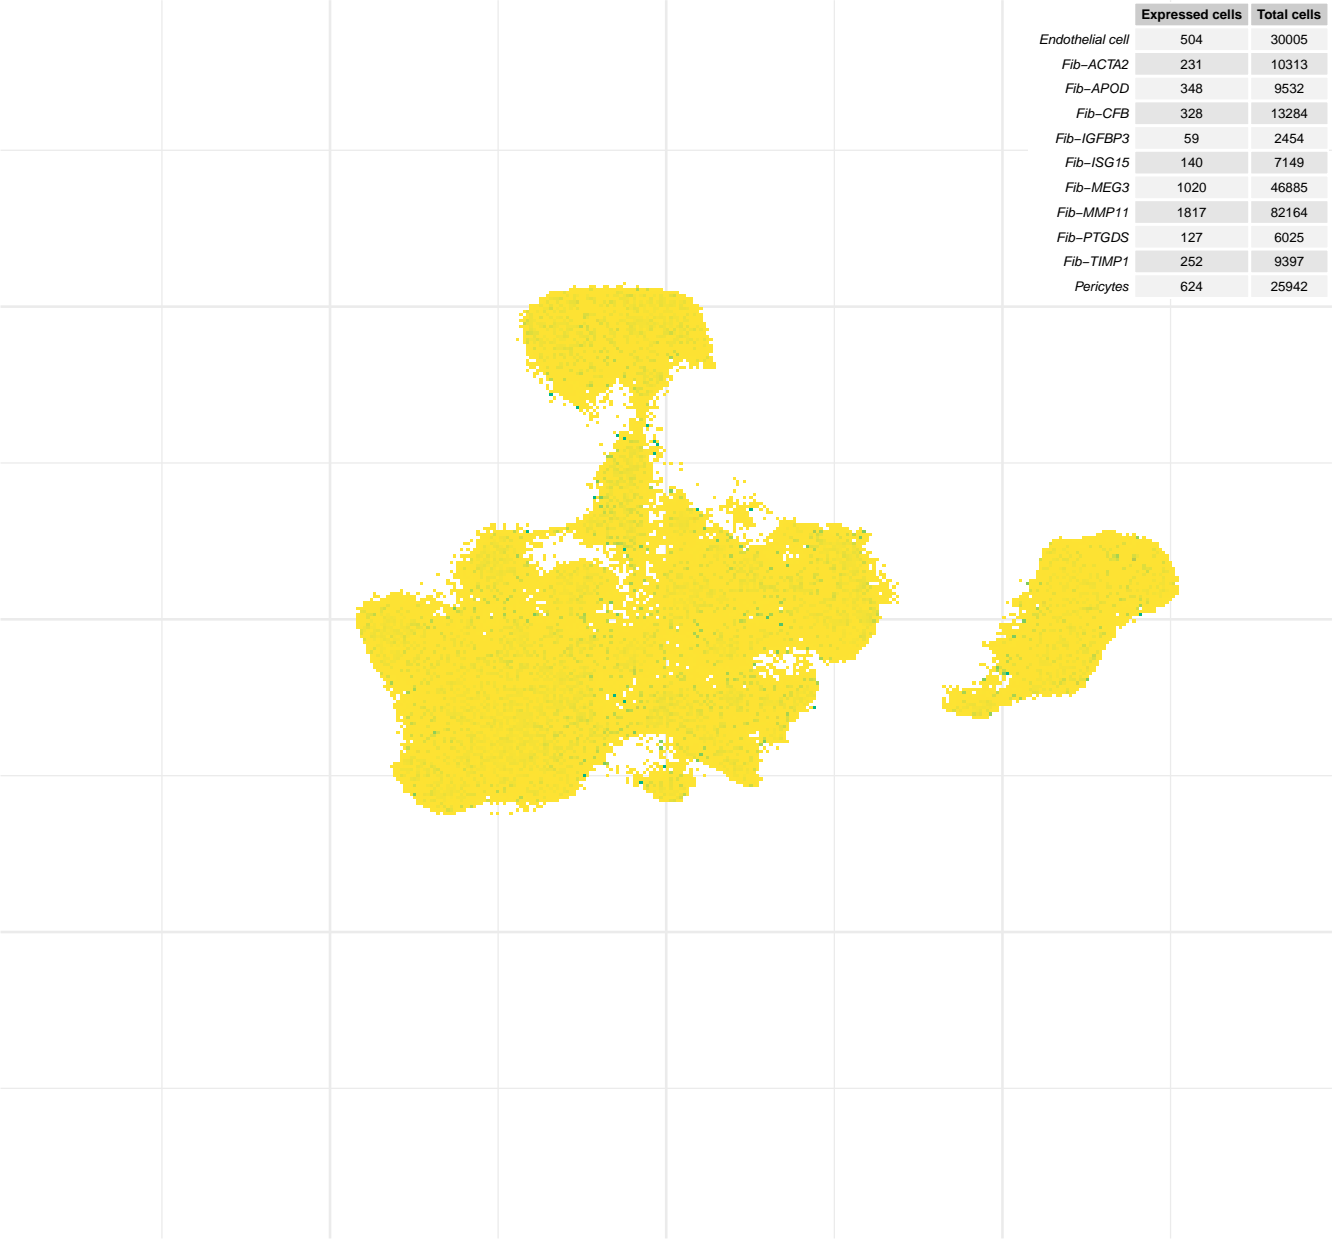 Expressed cells Total cells
Endothelial cell 504 30005
Fib−ACTA2 231 10313
Fib−APOD 348 9532
Fib−CFB 328 13284
Fib−IGFBP3 59 2454
Fib−ISG15 140 7149
Fib−MEG3 1020 46885
Fib−MMP11 1817 82164
Fib−PTGDS 127 6025
Fib−TIMP1 252 9397
Pericytes 624 25942